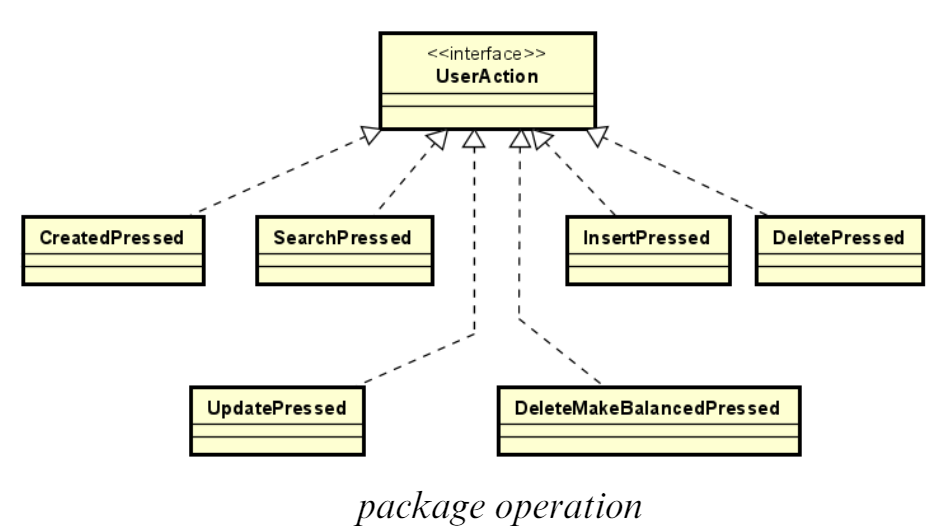 <<interface>>
UserAction
CreatedPressed
SearchPressed
InsertPressed
DeletePressed
UpdatePressed
DeleteMakeBalancedPressed
package operation